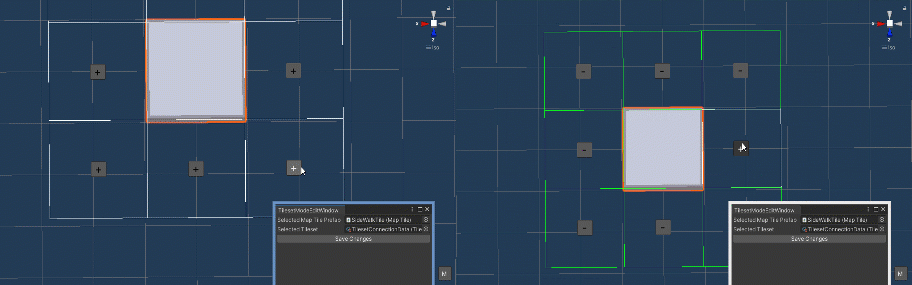 x
z
Iso
TilesetModeEditWindow
Selected Map Tile Prefab
SideWalkTile (Map Tile)
Selected Tileset
TilesetConnectionData (Tile
Save Changes
M
x
z
Iso
TilesetModeEditWindow
Selected Map Tile Prefab
SideWalkTile (Map Tile)
Selected Tileset
TilesetConnectionData (Tile
Save Changes
M